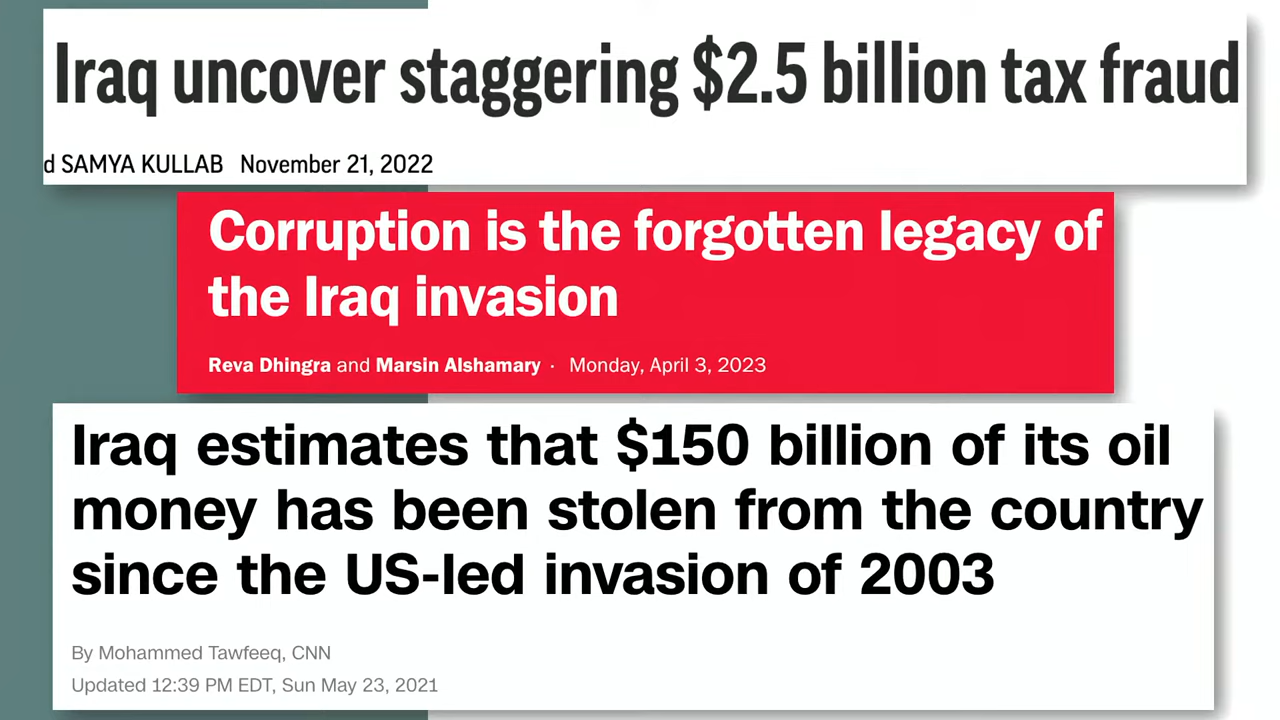 Iraq uncover staggering $2.5 billion tax fraud
d SAMYA KULLAB November 21, 2022
Corruption is the forgotten legacy of
the Iraq invasion
Reva Dhingra and Marsin Alshamary · Monday, April 3, 2023
Iraq estimates that $150 billion of its oil
money has been stolen from the country
since the US-led invasion of 2003
By Mohammed Tawfeeq, CNN
Updated 12:39 PM EDT, Sun May 23, 2021